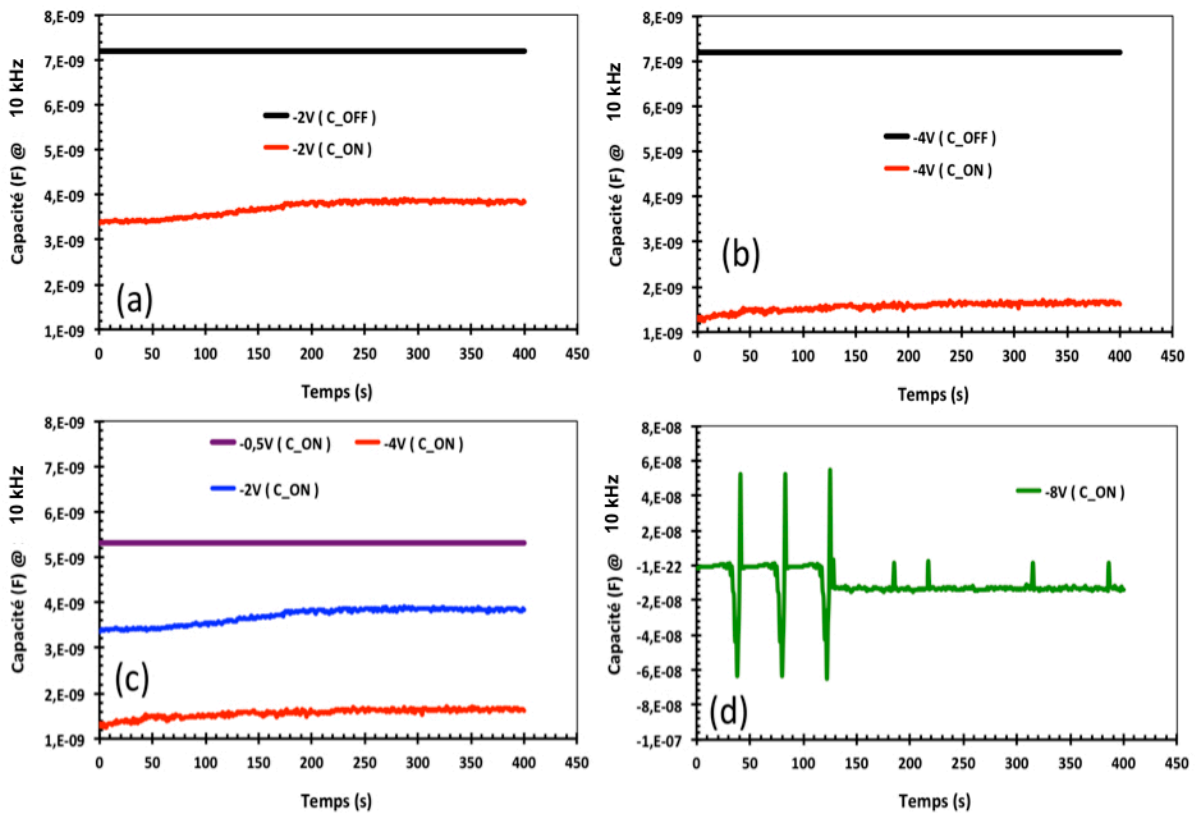 Capacité (F) @ 10 kHz
8,E-09
7,E-09
6,E-09
5,E-09
4,E-09
3,E-09
2,E-09
1,E-09
-2V ( C_OFF )
-2V ( C_ON )
(a)
0 50 100 150 200 250 300 350 400 450
Temps (s)
Capacité (F) @ 10 kHz
8,E-09
7,E-09
6,E-09
5,E-09
4,E-09
3,E-09
2,E-09
1,E-09
-4V ( C_OFF )
-4V ( C_ON )
(b)
0 50 100 150 200 250 300 350 400 450
Temps (s)
Capacité (F) @ 10 kHz
8,E-09
7,E-09
6,E-09
5,E-09
4,E-09
3,E-09
2,E-09
1,E-09
-0,5V ( C_ON ) -4V ( C_ON )
-2V ( C_ON )
(c)
0 50 100 150 200 250 300 350 400 450
Temps (s)
Capacité (F) @ 10 kHz
8,E-08
6,E-08
4,E-08
2,E-08
-1,E-22
-2,E-08
-4,E-08
-6,E-08
-8,E-08
-1,E-07
-8V ( C_ON )
(d)
0 50 100 150 200 250 300 350 400 450
Temps (s)